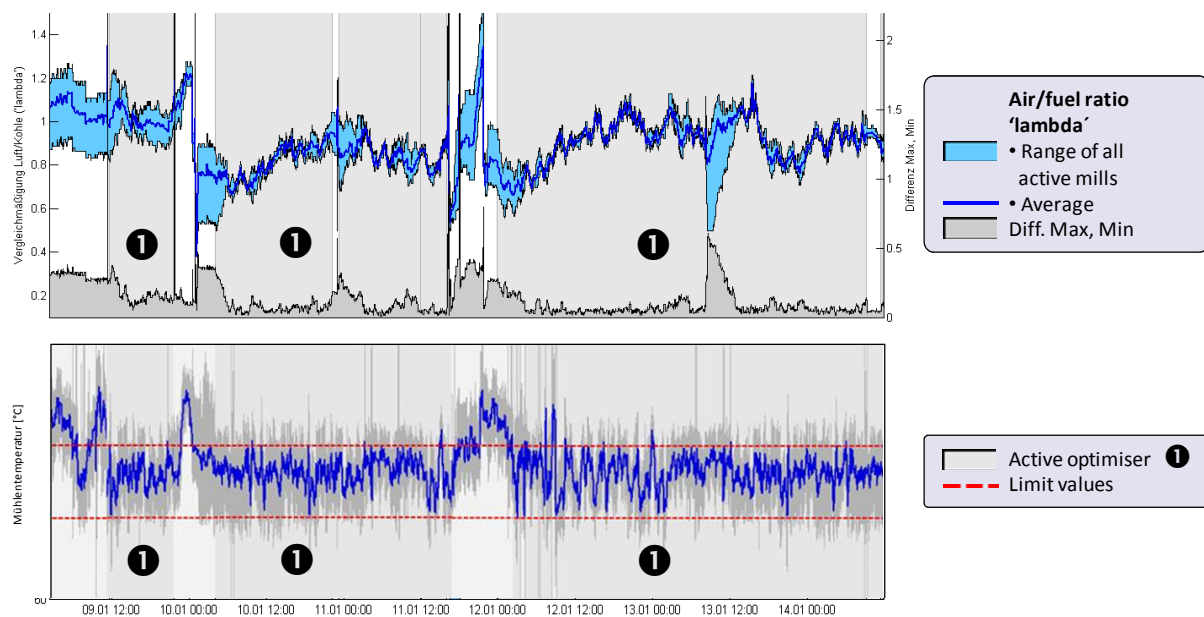 1.4
1.2
1
0.8
0.6
0.4
0.2
Vergleichmäßigung Luft/Kohle ('lambda')
2
1.5
1
0.5
0
Differenz Max, Min
❶
❶
❶
Air/fuel ratio
‘lambda´
• Range of all
active mills
• Average
Diff. Max, Min
Mühlentemperatur [°C]
❶
❶
❶
09.01 12:00
10.01 00:00
10.01 12:00
11.01 00:00
11.01 12:00
12.01 00:00
12.01 12:00
13.01 00:00
13.01 12:00
14.01 00:00
Active optimiser ❶
Limit values